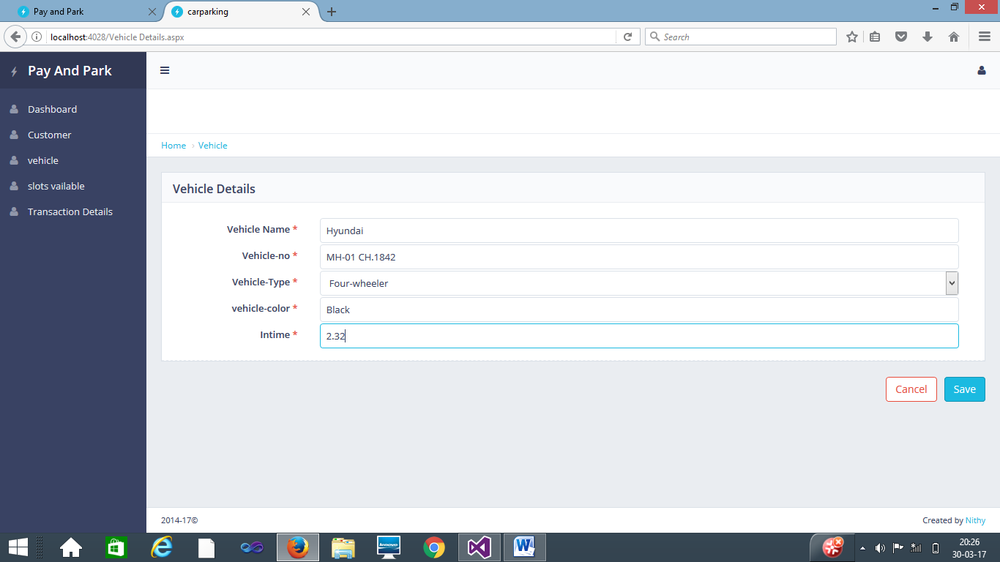 Pay and Park
carparking
localhost:4028/Vehicle Details.aspx
Search
Pay And Park
Dashboard
Customer
vehicle
slots vailable
Transaction Details
Home › Vehicle
Vehicle Details
Vehicle Name * Hyundai
Vehicle-no * MH-01 CH.1842
Vehicle-Type * Four-wheeler
vehicle-color * Black
Intime * 2.32
Cancel Save
2014-17©
Created by Nithy
lenovo
20:26
30-03-17